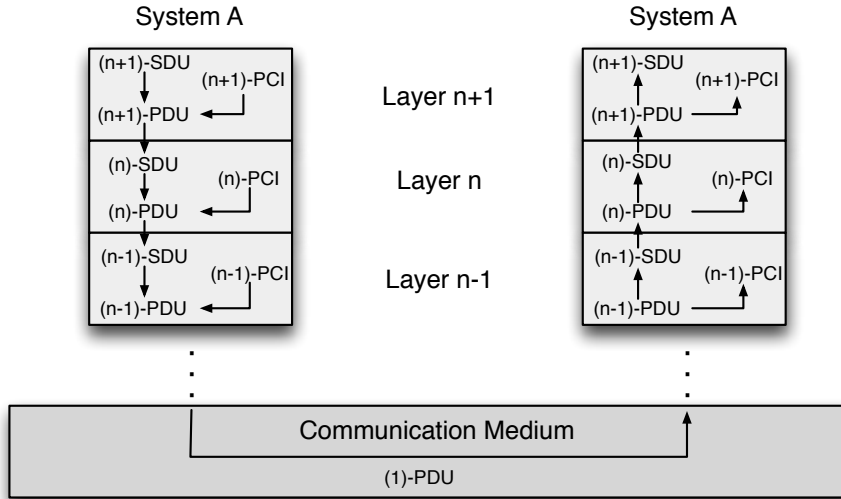 System A
(n+1)-SDU
(n+1)-PCI
(n+1)-PDU
(n)-SDU
(n)-PCI
(n)-PDU
(n-1)-SDU
(n-1)-PCI
(n-1)-PDU
Layer n+1
Layer n
Layer n-1
System A
(n+1)-SDU
(n+1)-PCI
(n+1)-PDU
(n)-SDU
(n)-PCI
(n)-PDU
(n-1)-SDU
(n-1)-PCI
(n-1)-PDU
Communication Medium
(1)-PDU